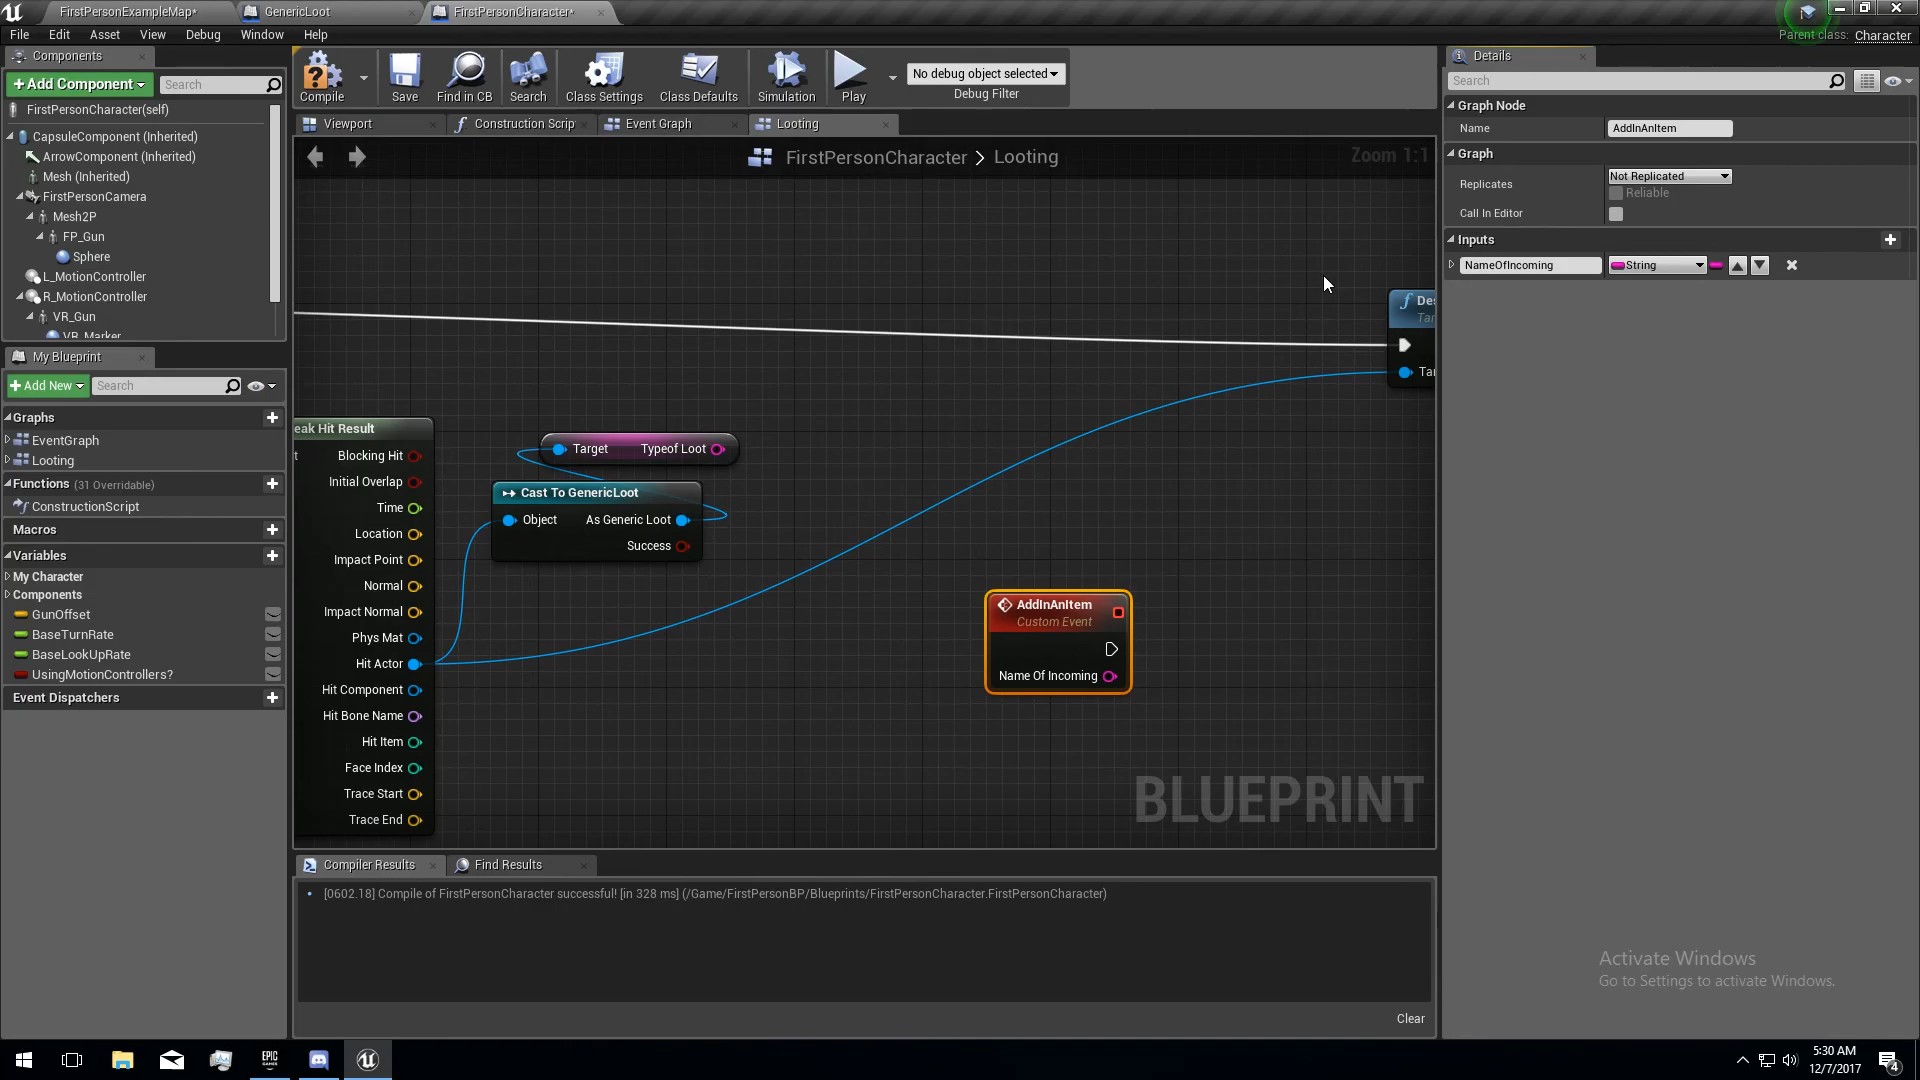 FirstPersonExampleMap*
GenericLoot
FirstPersonCharacter*
File Edit Asset View Debug Window Help
Parent class: Character
Components
+Add Component
Search
FirstPersonCharacter(self)
CapsuleComponent (Inherited)
ArrowComponent (Inherited)
Mesh (Inherited)
FirstPersonCamera
Mesh2P
FP_Gun
Sphere
L_MotionController
R_MotionController
VR_Gun
VR_Marker
My Blueprint
+Add New
Search
Graphs
EventGraph
Looting
Functions (31 Overridable)
ConstructionScript
Macros
Variables
My Character
Components
GunOffset
BaseTurnRate
BaseLookUpRate
UsingMotionControllers?
Event Dispatchers
Compile
Save
Find in CB
Search
Class Settings
Class Defaults
Simulation
Play
No debug object selected
Debug Filter
Viewport
Construction Scrip
Event Graph
Looting
FirstPersonCharacter > Looting
Zoom 1:1
Des
Tar
Tar
eak Hit Result
t
Blocking Hit
Initial Overlap
Time
Location
Impact Point
Normal
Impact Normal
Phys Mat
Hit Actor
Hit Component
Hit Bone Name
Hit Item
Face Index
Trace Start
Trace End
Target Typeof Loot
Cast To GenericLoot
Object As Generic Loot
Success
AddInAnItem
Custom Event
Name Of Incoming
BLUEPRINT
Compiler Results
Find Results
[0602.18] Compile of FirstPersonCharacter successful! [in 328 ms] (/Game/FirstPersonBP/Blueprints/FirstPersonCharacter.FirstPersonCharacter)
Clear
Details
Search
Graph Node
Name AddInAnItem
Graph
Replicates Not Replicated
Reliable
Call In Editor
Inputs
NameOfIncoming String
Activate Windows
Go to Settings to activate Windows.
EPIC
GAMES
5:30 AM
12/7/2017
4